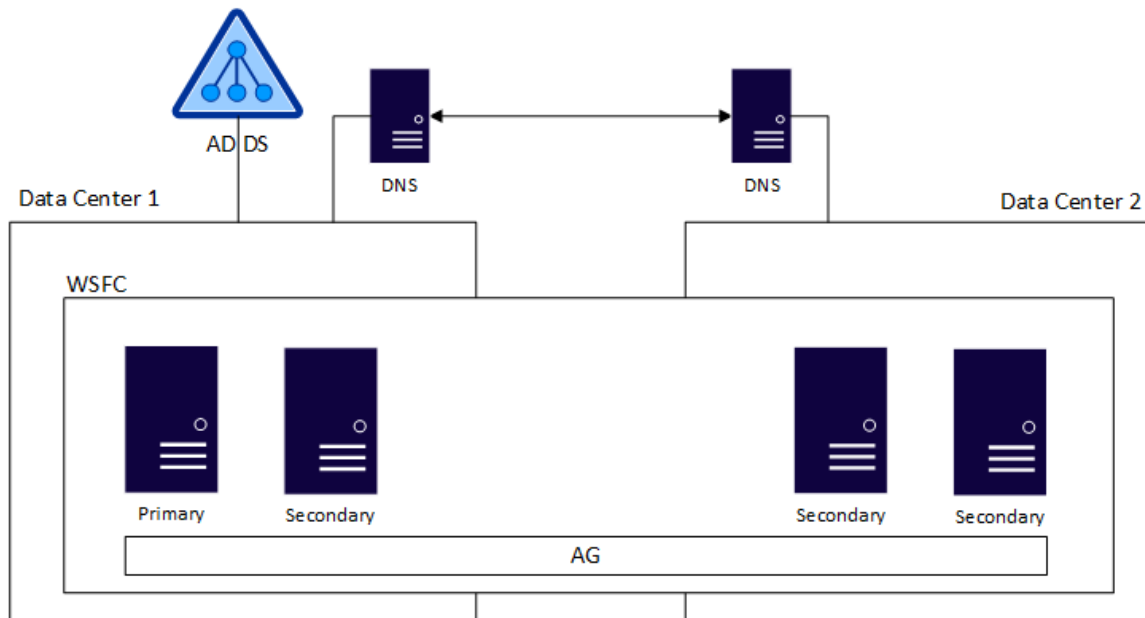 AD DS
DNS
DNS
Data Center 1
Data Center 2
WSFC
Primary
Secondary
Secondary
Secondary
AG